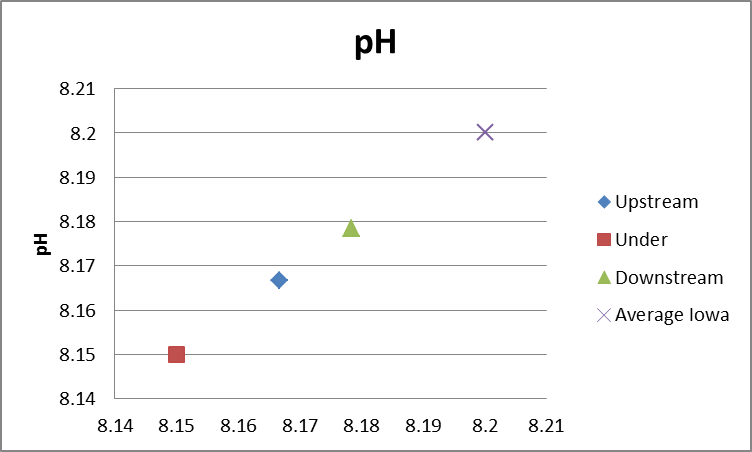 pH
8.21
8.2
8.19
8.18
8.17
8.16
8.15
8.14
pH
8.14 8.15 8.16 8.17 8.18 8.19 8.2 8.21
Upstream
Under
Downstream
Average Iowa